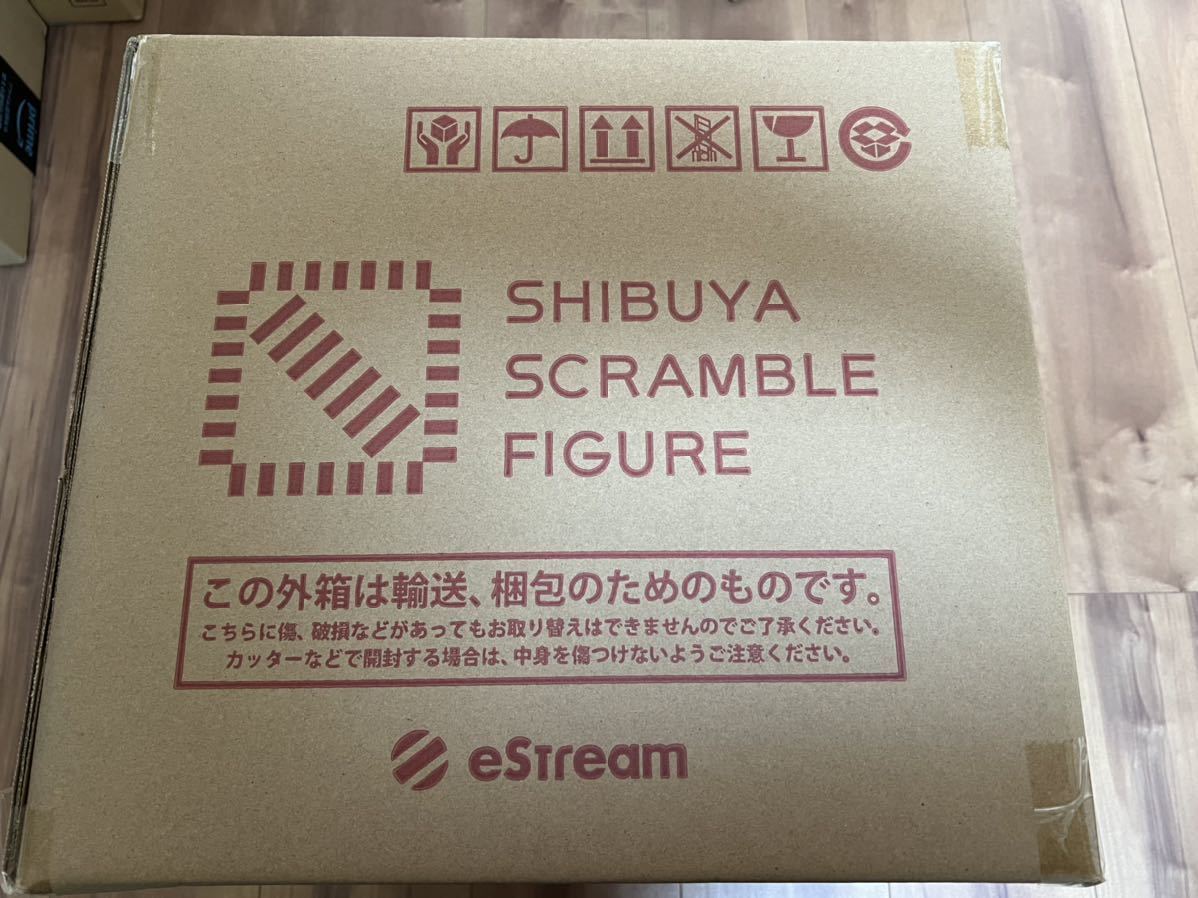 SHIBUYA
SCRAMBLE
FIGURE
この外箱は輸送、梱包のためのものです。
こちらに傷、破損などがあってもお取り替えはできませんのでご了承ください。
カッターなどで開封する場合は、中身を傷つけないようご注意ください。
eStream
prime